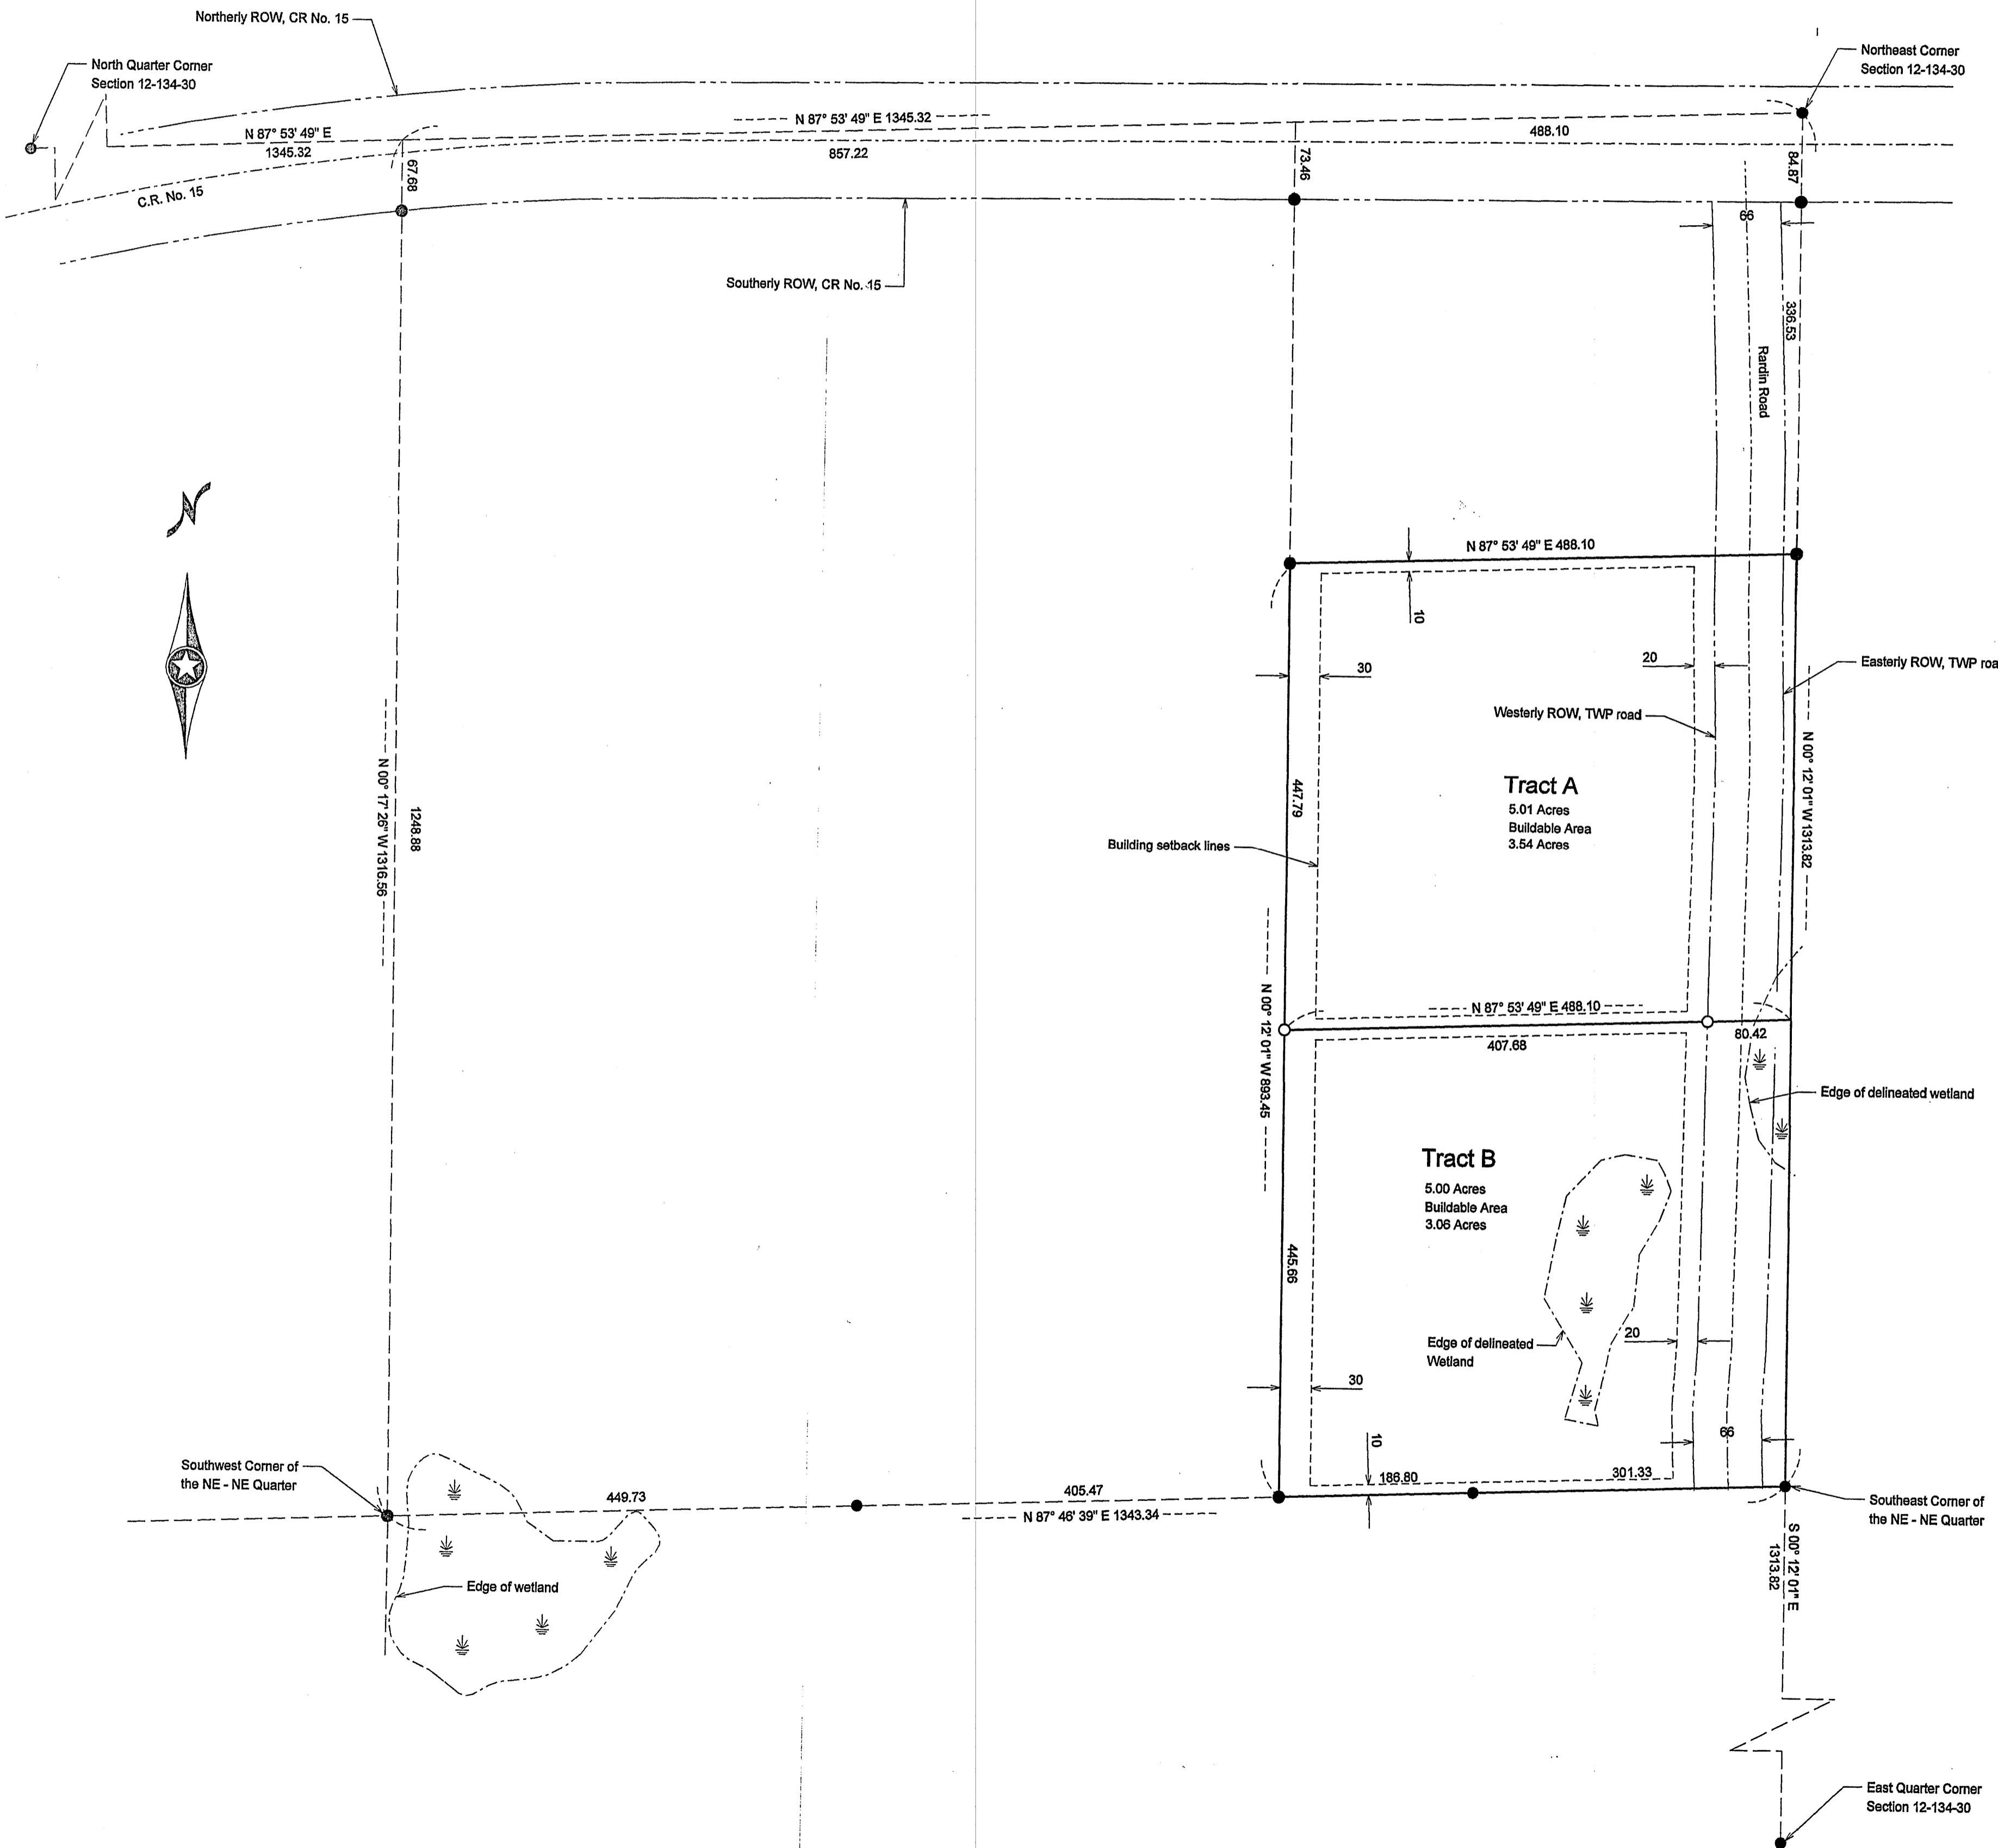 Northerly ROW, CR No. 15
North Quarter Corner
Section 12-134-30
Northeast Corner
Section 12-134-30
N 87° 53' 49" E 1345.32
N 87° 53' 49" E
1345.32
488.10
857.22
67.68
73.46
84.87
C.R. No. 15
66
Southerly ROW, CR No. 15
336.53
Rardin Road
N
N 87° 53' 49" E 488.10
10
30
20
Easterly ROW, TWP roa
Westerly ROW, TWP road
N 00° 12' 01" W 1313.82
N 00° 17' 26" W 1316.56
1248.88
447.79
Tract A
5.01 Acres
Buildable Area
3.54 Acres
Building setback lines
N 87° 53' 49" E 488.10
80.42
407.68
N 00° 12' 01" W 893.45
Edge of delineated wetland
Tract B
5.00 Acres
Buildable Area
3.06 Acres
445.66
20
Edge of delineated
Wetland
30
10
66
Southwest Corner of
the NE - NE Quarter
186.80
301.33
449.73
405.47
N 87° 46' 39" E 1343.34
Southeast Corner of
the NE - NE Quarter
S 00° 12' 01" E
1313.82
Edge of wetland
East Quarter Corner
Section 12-134-30